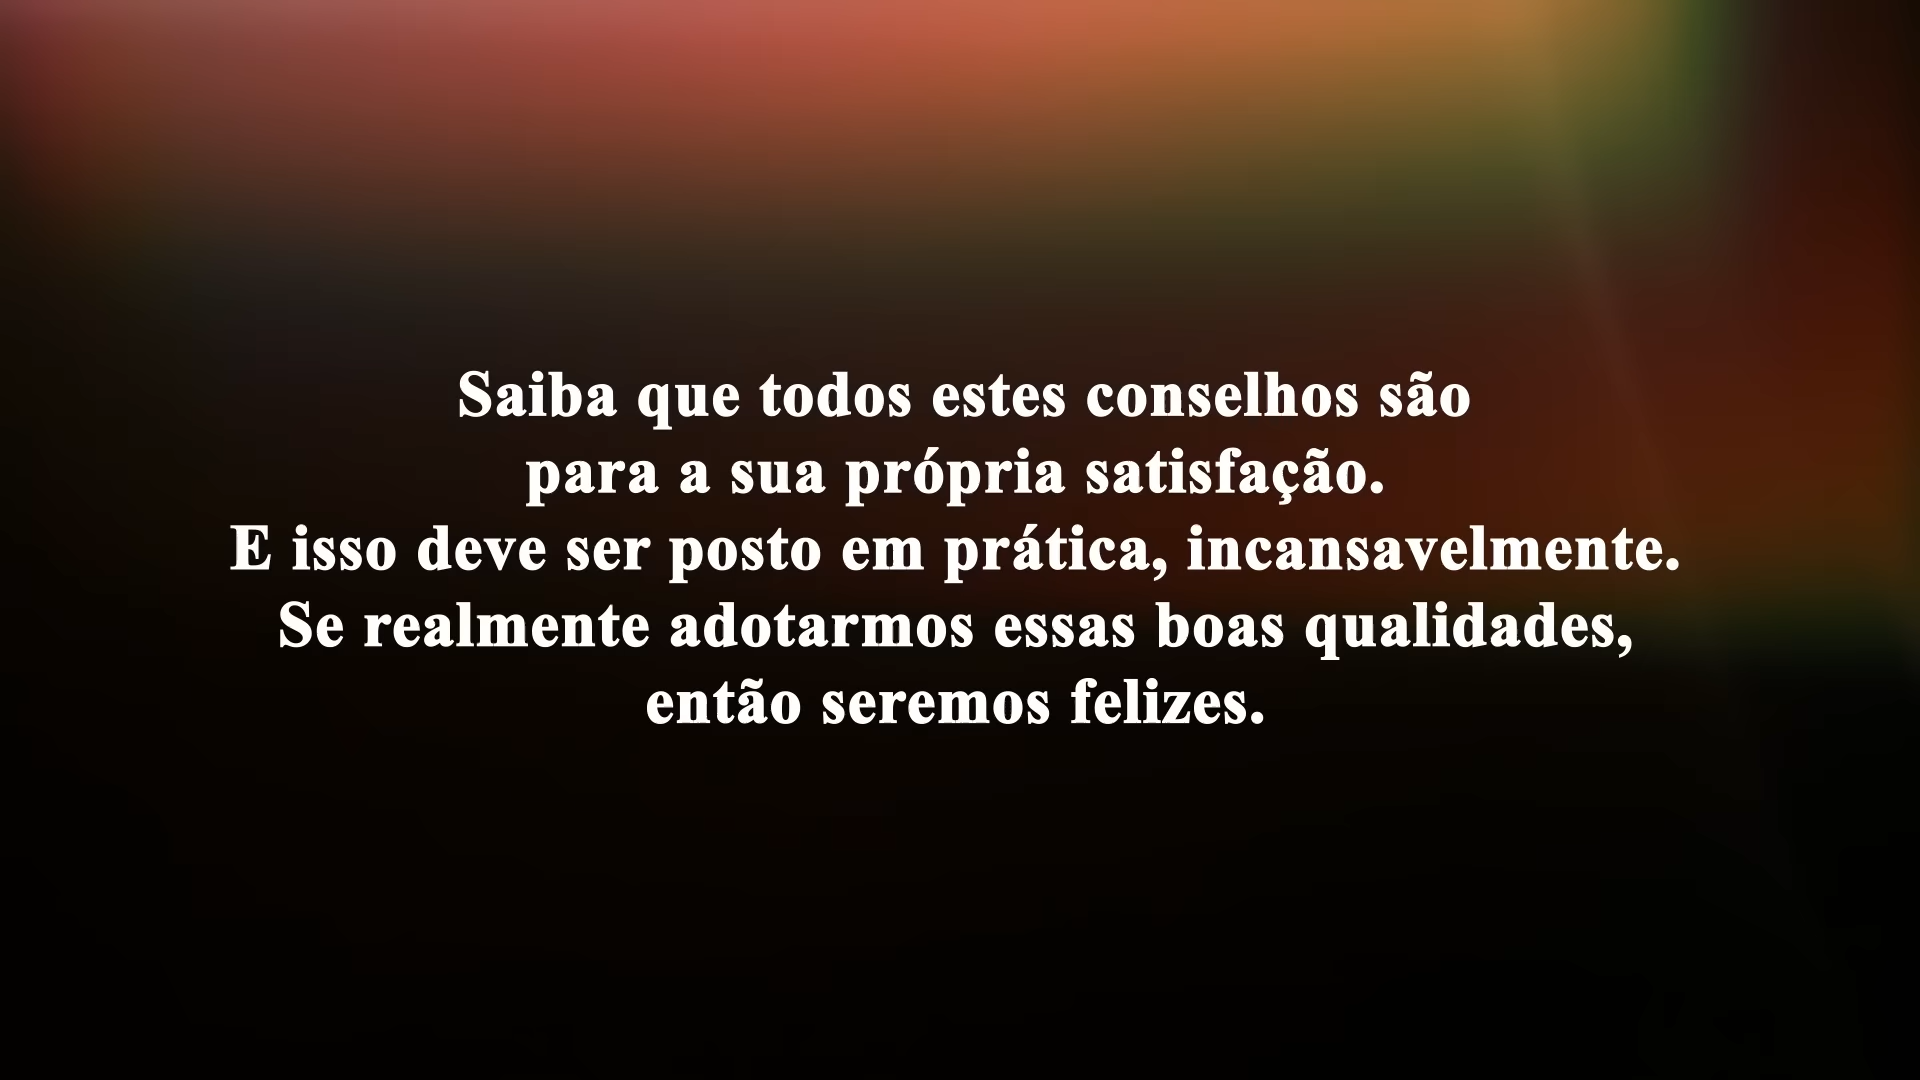 Saiba que todos estes conselhos são
para a sua própria satisfação.
E isso deve ser posto em prática, incansavelmente.
Se realmente adotarmos essas boas qualidades,
então seremos felizes.